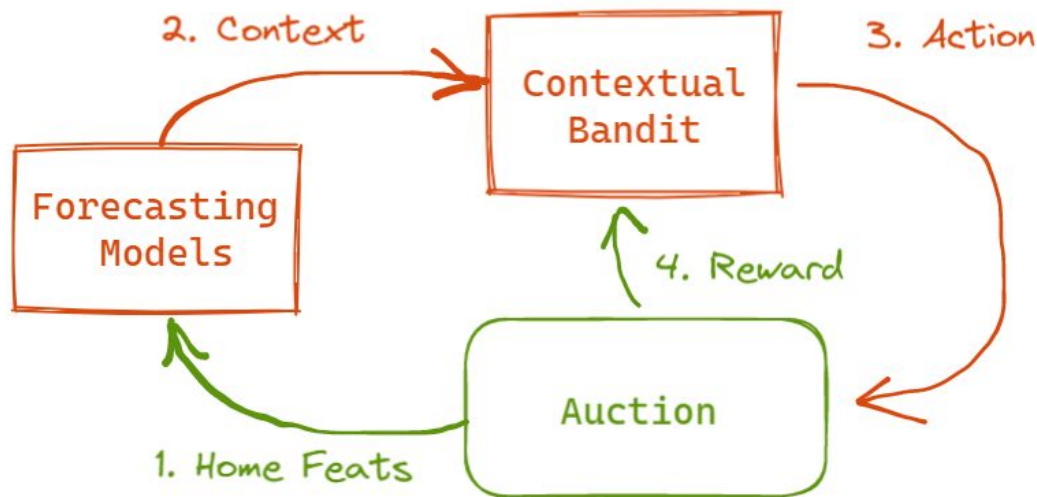 2. Context
3. Action
Contextual
Bandit
Forecasting
Models
4. Reward
Auction
1. Home Feats